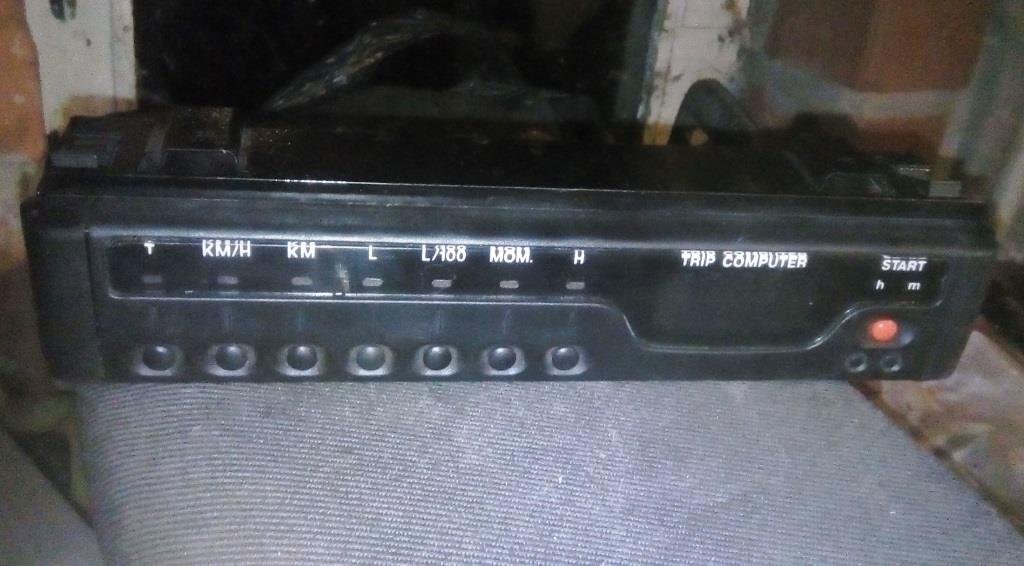 T KM/H KM L L/100 MOM. H TRIP COMPUTER START
h m